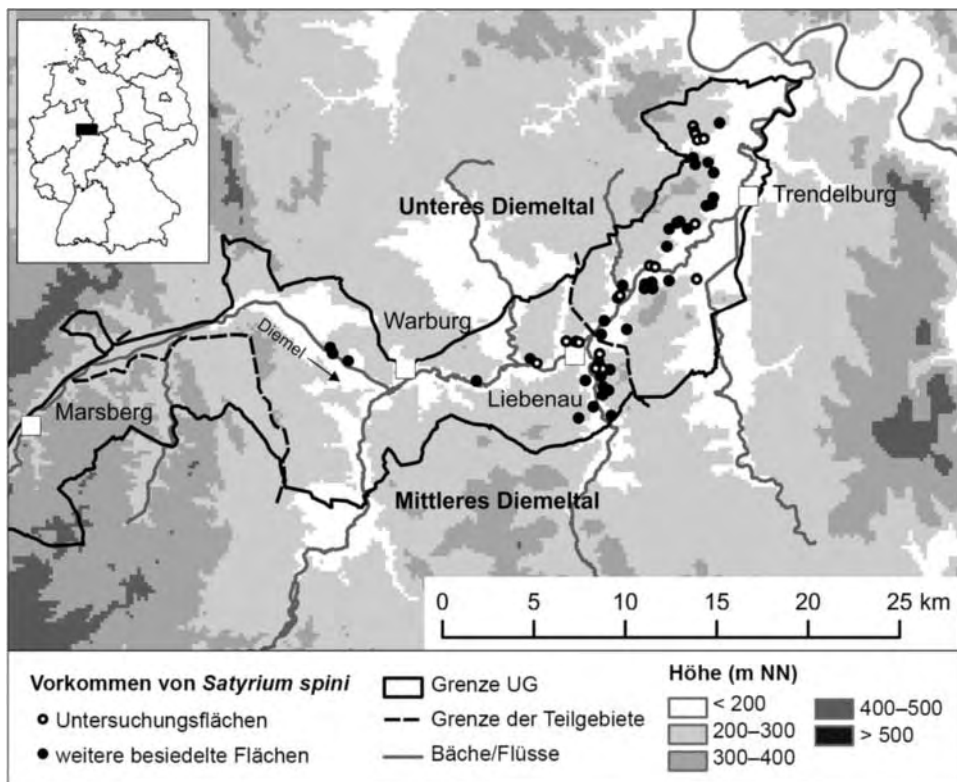 Unteres Diemeltal
Trendelburg
Warburg
Diemel
Liebenau
Marsberg
Mittleres Diemeltal
0 5 10 15 20 25 km
Vorkommen von Satyrium spini
Untersuchungsflächen
weitere besiedelte Flächen
Grenze UG
Grenze der Teilgebiete
Bäche/Flüsse
Höhe (m NN)
< 200
200–300
300–400
400–500
> 500